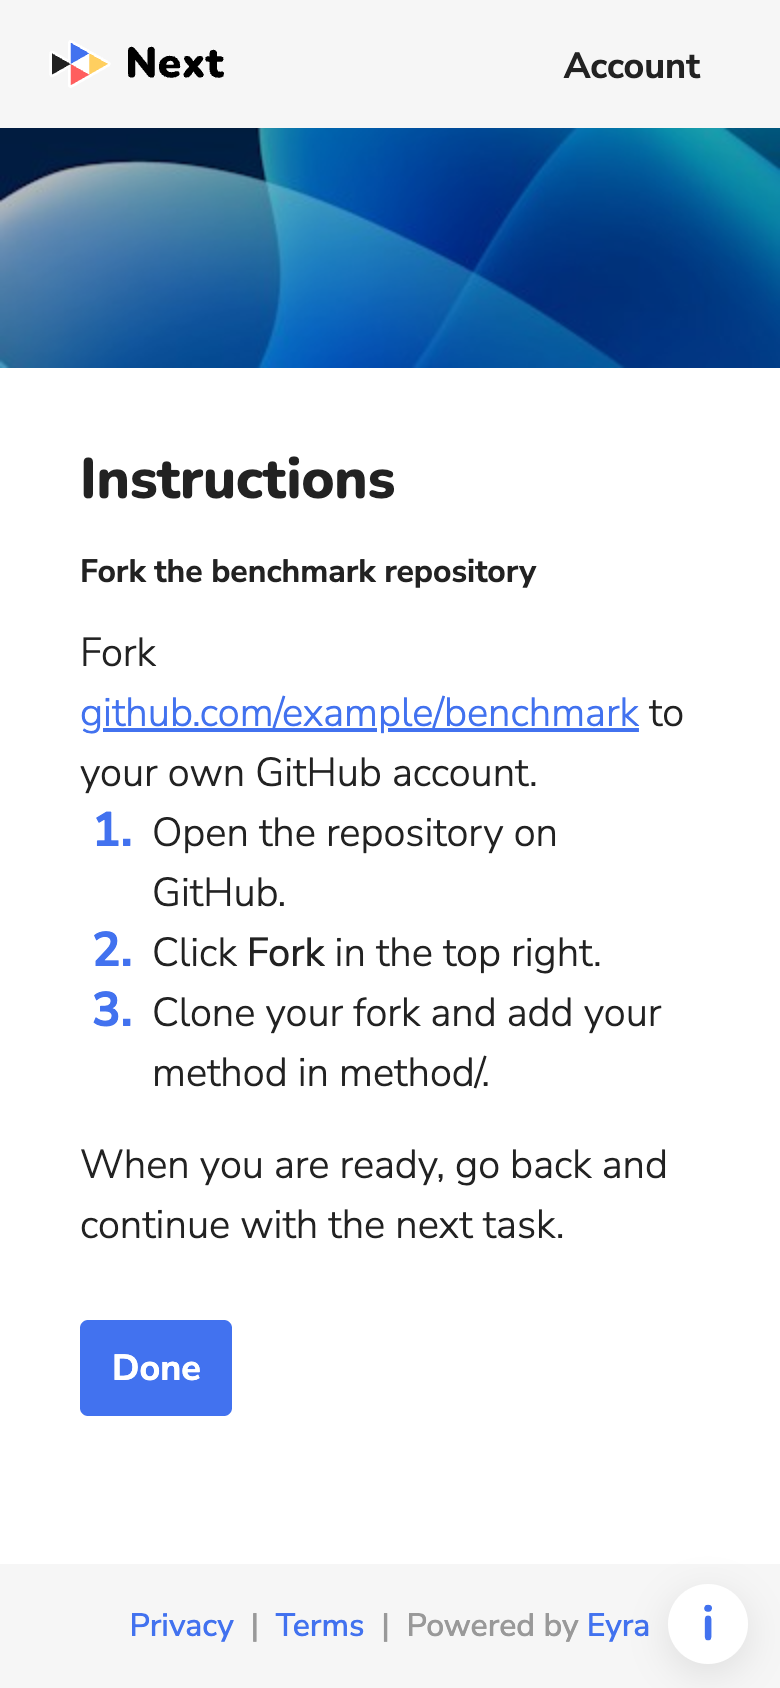 Next
Account
Instructions
Fork the benchmark repository
Fork
github.com/example/benchmark to
your own GitHub account.
1. Open the repository on
GitHub.
2. Click Fork in the top right.
3. Clone your fork and add your
method in method/.
When you are ready, go back and
continue with the next task.
Done
Privacy | Terms | Powered by Eyra
i